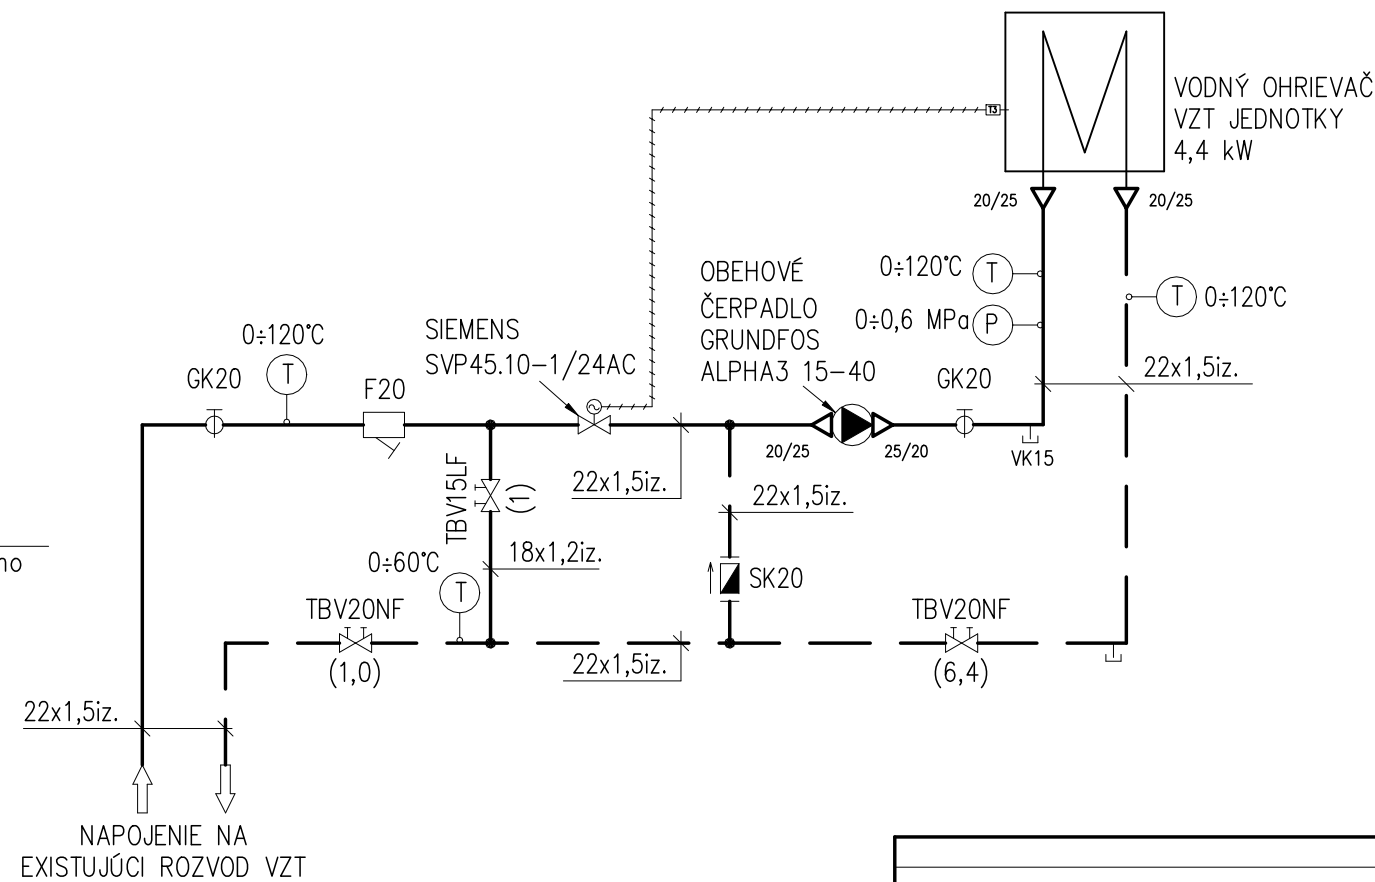 VODNÝ OHRIEVAČ
VZT JEDNOTKY
4,4 kW
T3
20/25
20/25
OBEHOVÉ
ČERPADLO
GRUNDFOS
ALPHA3 15-40
0÷120°C
T
0÷0,6 MPa
P
T
0÷120°C
SIEMENS
SVP45.10-1/24AC
0÷120°C
T
GK20
F20
GK20
22x1,5iz.
20/25
25/20
VK15
TBV15LF
(1)
22x1,5iz.
22x1,5iz.
18x1,2iz.
0÷60°C
T
SK20
TBV20NF
(1,0)
TBV20NF
(6,4)
22x1,5iz.
22x1,5iz.
no
NAPOJENIE NA
EXISTUJÚCI ROZVOD VZT